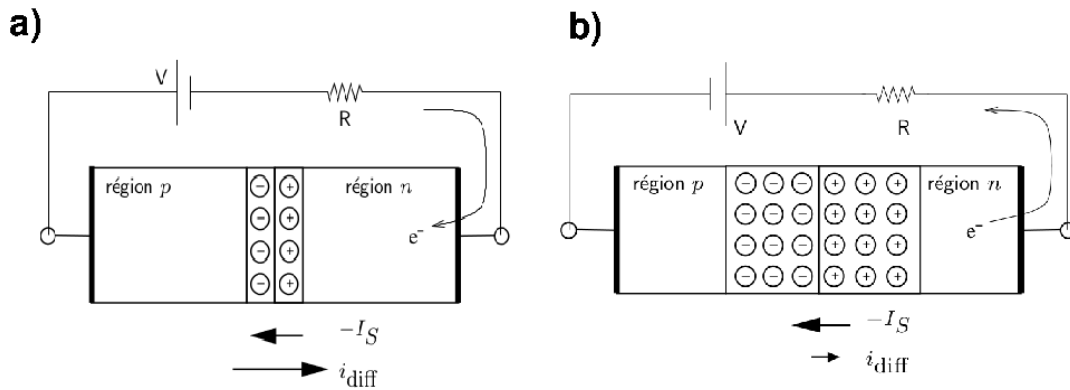 a)
V
R
région p
région n
− +
− +
− +
− +
e⁻
−I_S
i_diff
b)
V
R
région p
région n
− − − + + +
− − − + + +
− − − + + +
− − − + + +
e⁻
−I_S
i_diff